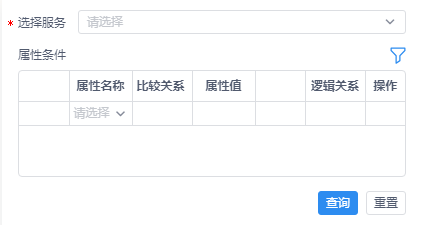 * 选择服务 请选择
属性条件
属性名称 比较关系 属性值 逻辑关系 操作
请选择
查询 重置